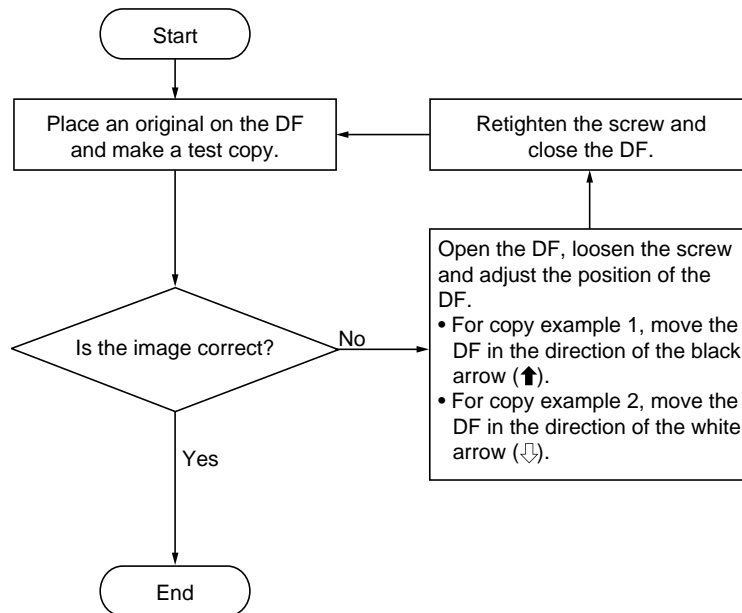 Start
Place an original on the DF
and make a test copy.
Retighten the screw and
close the DF.
Open the DF, loosen the screw
and adjust the position of the
DF.
• For copy example 1, move the
DF in the direction of the black
arrow (⬆).
• For copy example 2, move the
DF in the direction of the white
arrow (⇩).
Is the image correct?
No
Yes
End